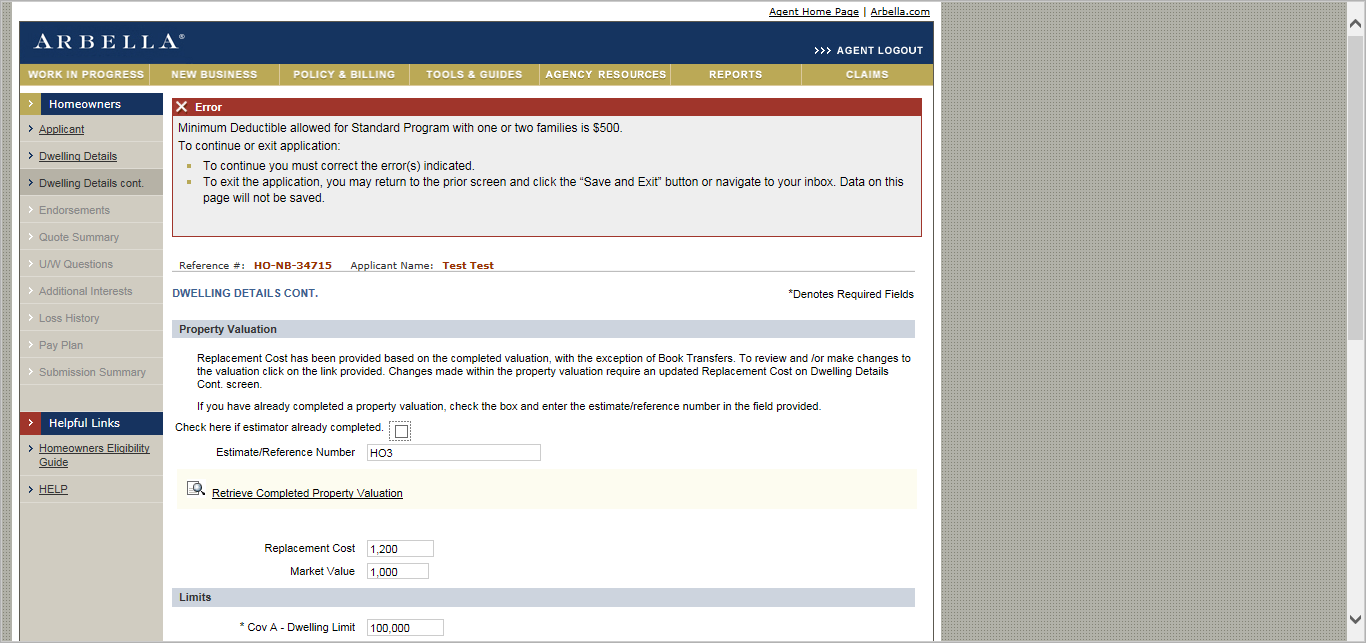 Agent Home Page | Arbella.com
ARBELLA®
>>> AGENT LOGOUT
WORK IN PROGRESS NEW BUSINESS POLICY & BILLING TOOLS & GUIDES AGENCY RESOURCES REPORTS CLAIMS
Homeowners
Applicant
Dwelling Details
Dwelling Details cont.
Endorsements
Quote Summary
U/W Questions
Additional Interests
Loss History
Pay Plan
Submission Summary
Helpful Links
Homeowners Eligibility
Guide
HELP
Error
Minimum Deductible allowed for Standard Program with one or two families is $500.
To continue or exit application:
To continue you must correct the error(s) indicated.
To exit the application, you may return to the prior screen and click the “Save and Exit” button or navigate to your inbox. Data on this
page will not be saved.
Reference #: HO-NB-34715 Applicant Name: Test Test
DWELLING DETAILS CONT. *Denotes Required Fields
Property Valuation
Replacement Cost has been provided based on the completed valuation, with the exception of Book Transfers. To review and /or make changes to
the valuation click on the link provided. Changes made within the property valuation require an updated Replacement Cost on Dwelling Details
Cont. screen.
If you have already completed a property valuation, check the box and enter the estimate/reference number in the field provided.
Check here if estimator already completed.
Estimate/Reference Number HO3
Retrieve Completed Property Valuation
Replacement Cost 1,200
Market Value 1,000
Limits
* Cov A - Dwelling Limit 100,000